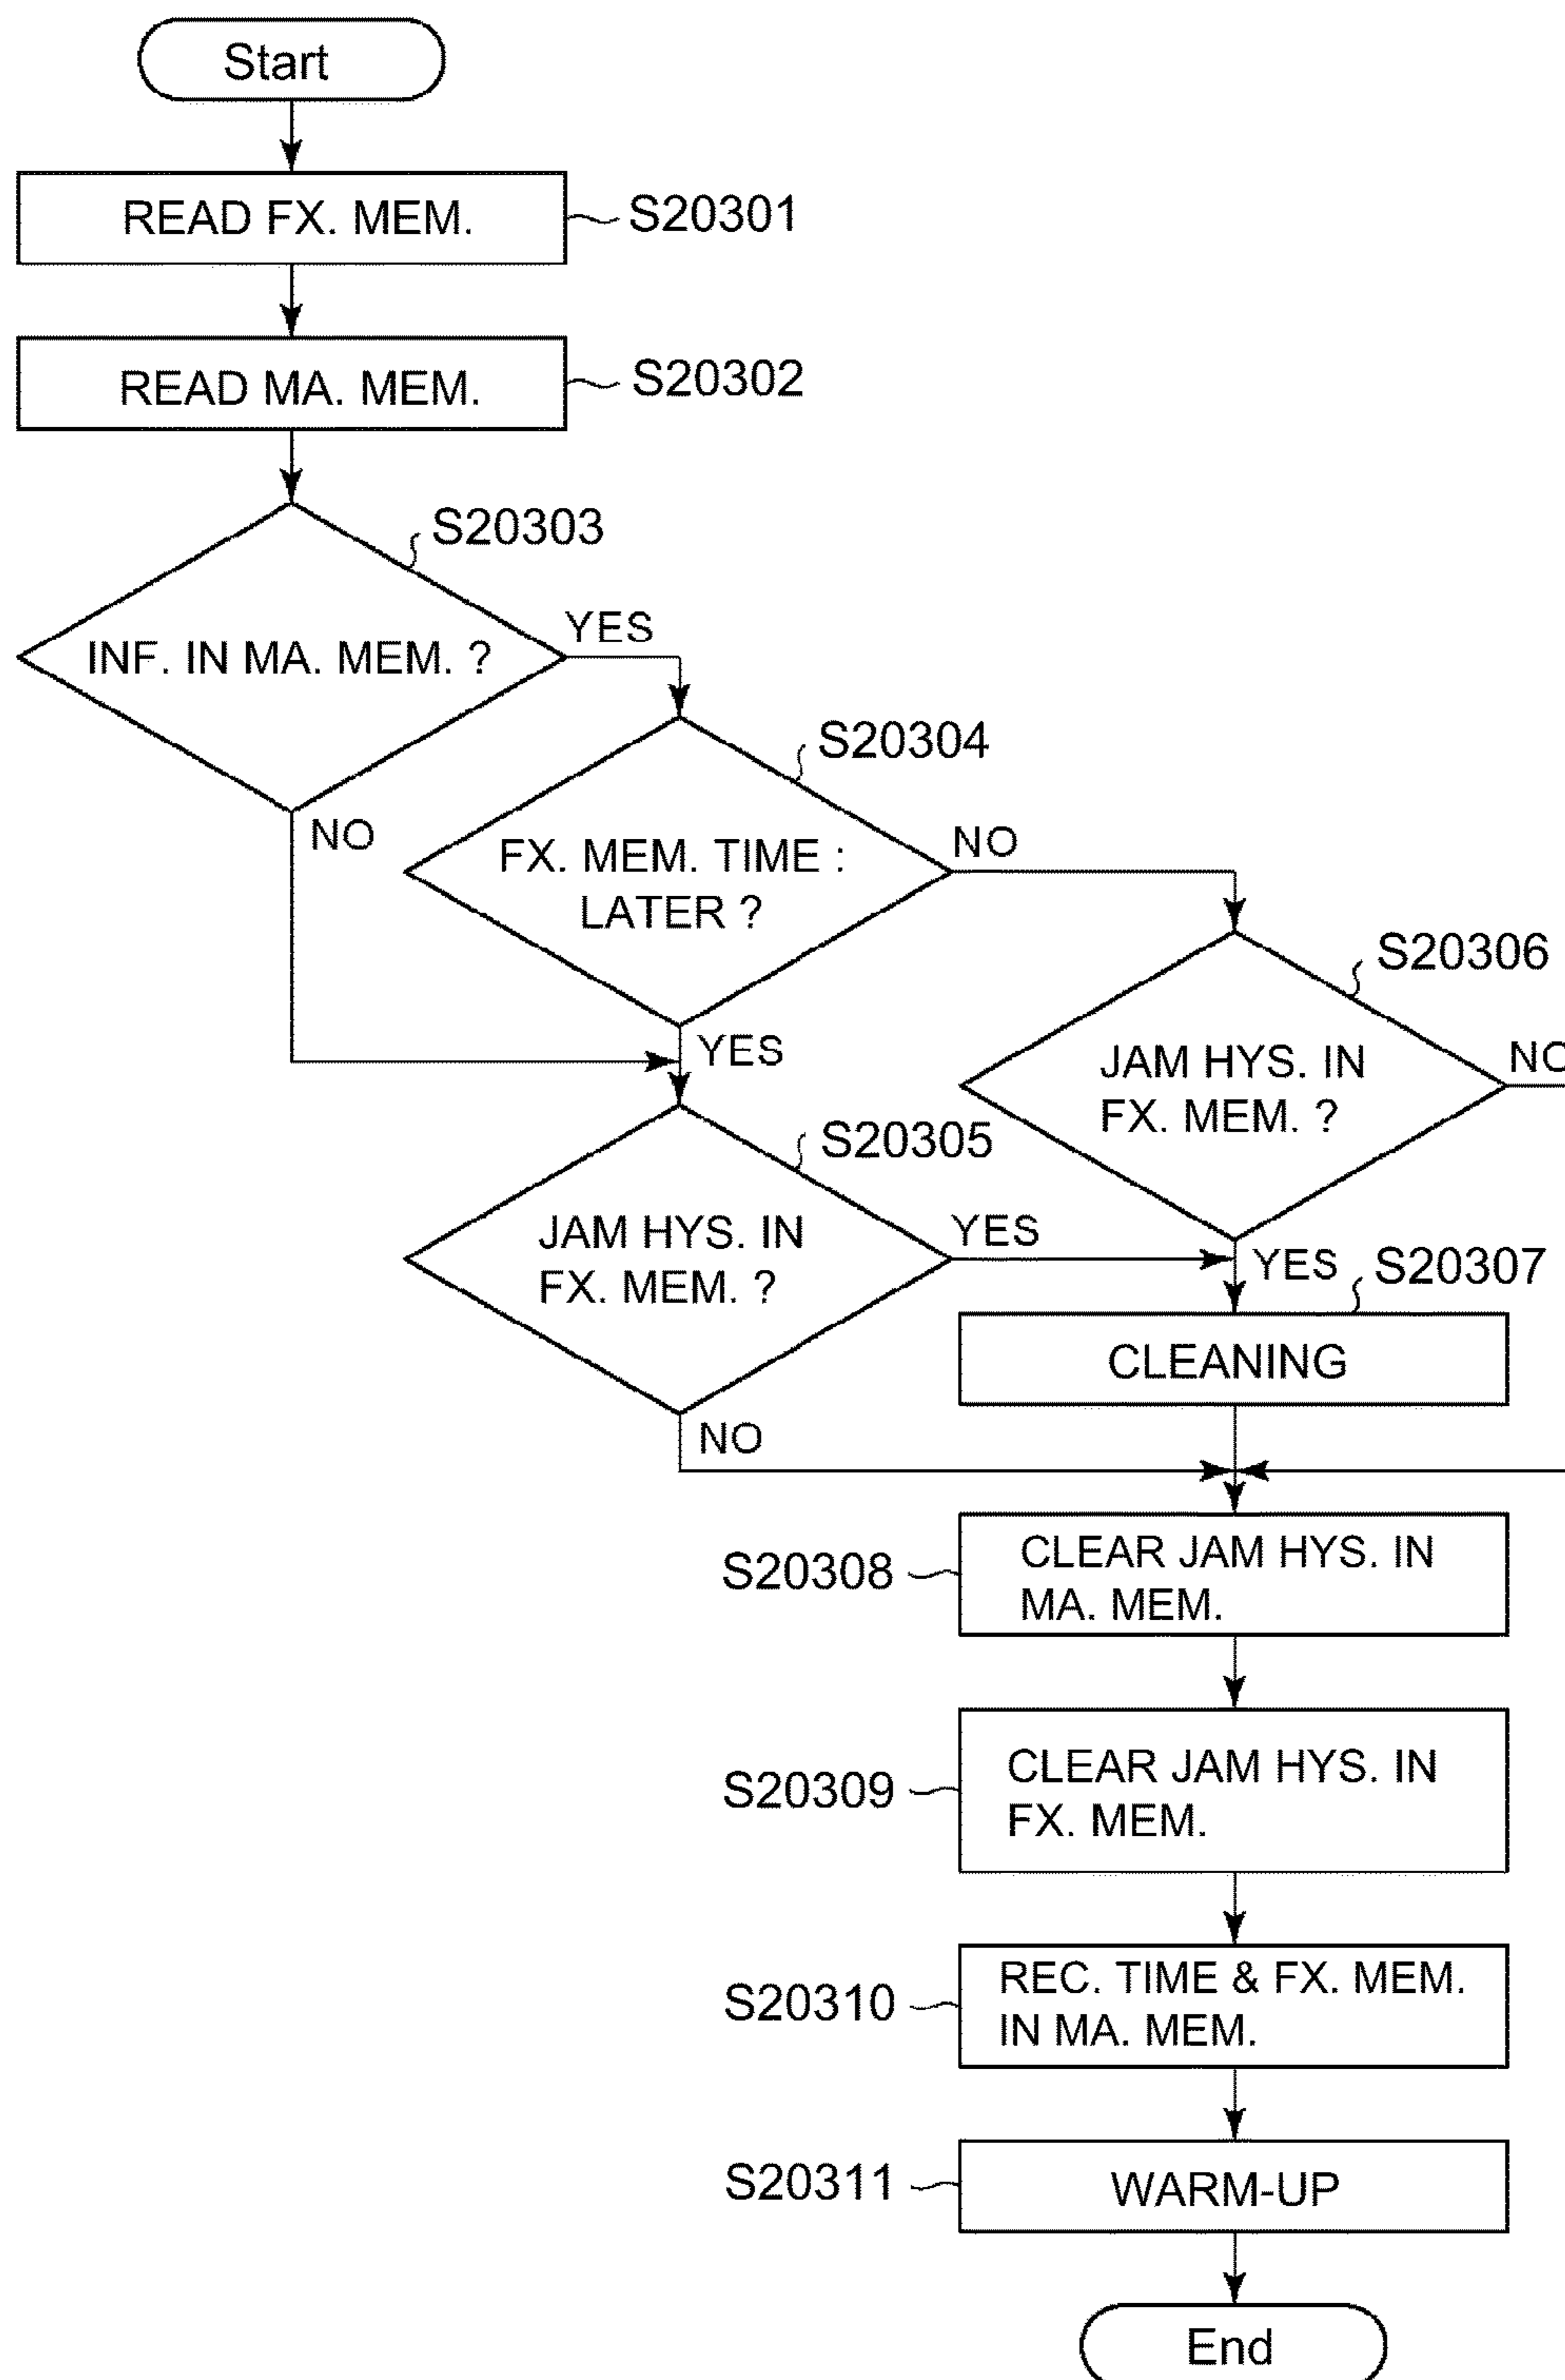 Start
READ FX. MEM.
S20301
READ MA. MEM.
S20302
S20303
INF. IN MA. MEM. ?
YES
NO
S20304
FX. MEM. TIME :
LATER ?
NO
YES
S20306
JAM HYS. IN
FX. MEM. ?
NO
YES
S20305
JAM HYS. IN
FX. MEM. ?
YES
NO
S20307
CLEANING
S20308
CLEAR JAM HYS. IN
MA. MEM.
S20309
CLEAR JAM HYS. IN
FX. MEM.
S20310
REC. TIME & FX. MEM.
IN MA. MEM.
S20311
WARM-UP
End